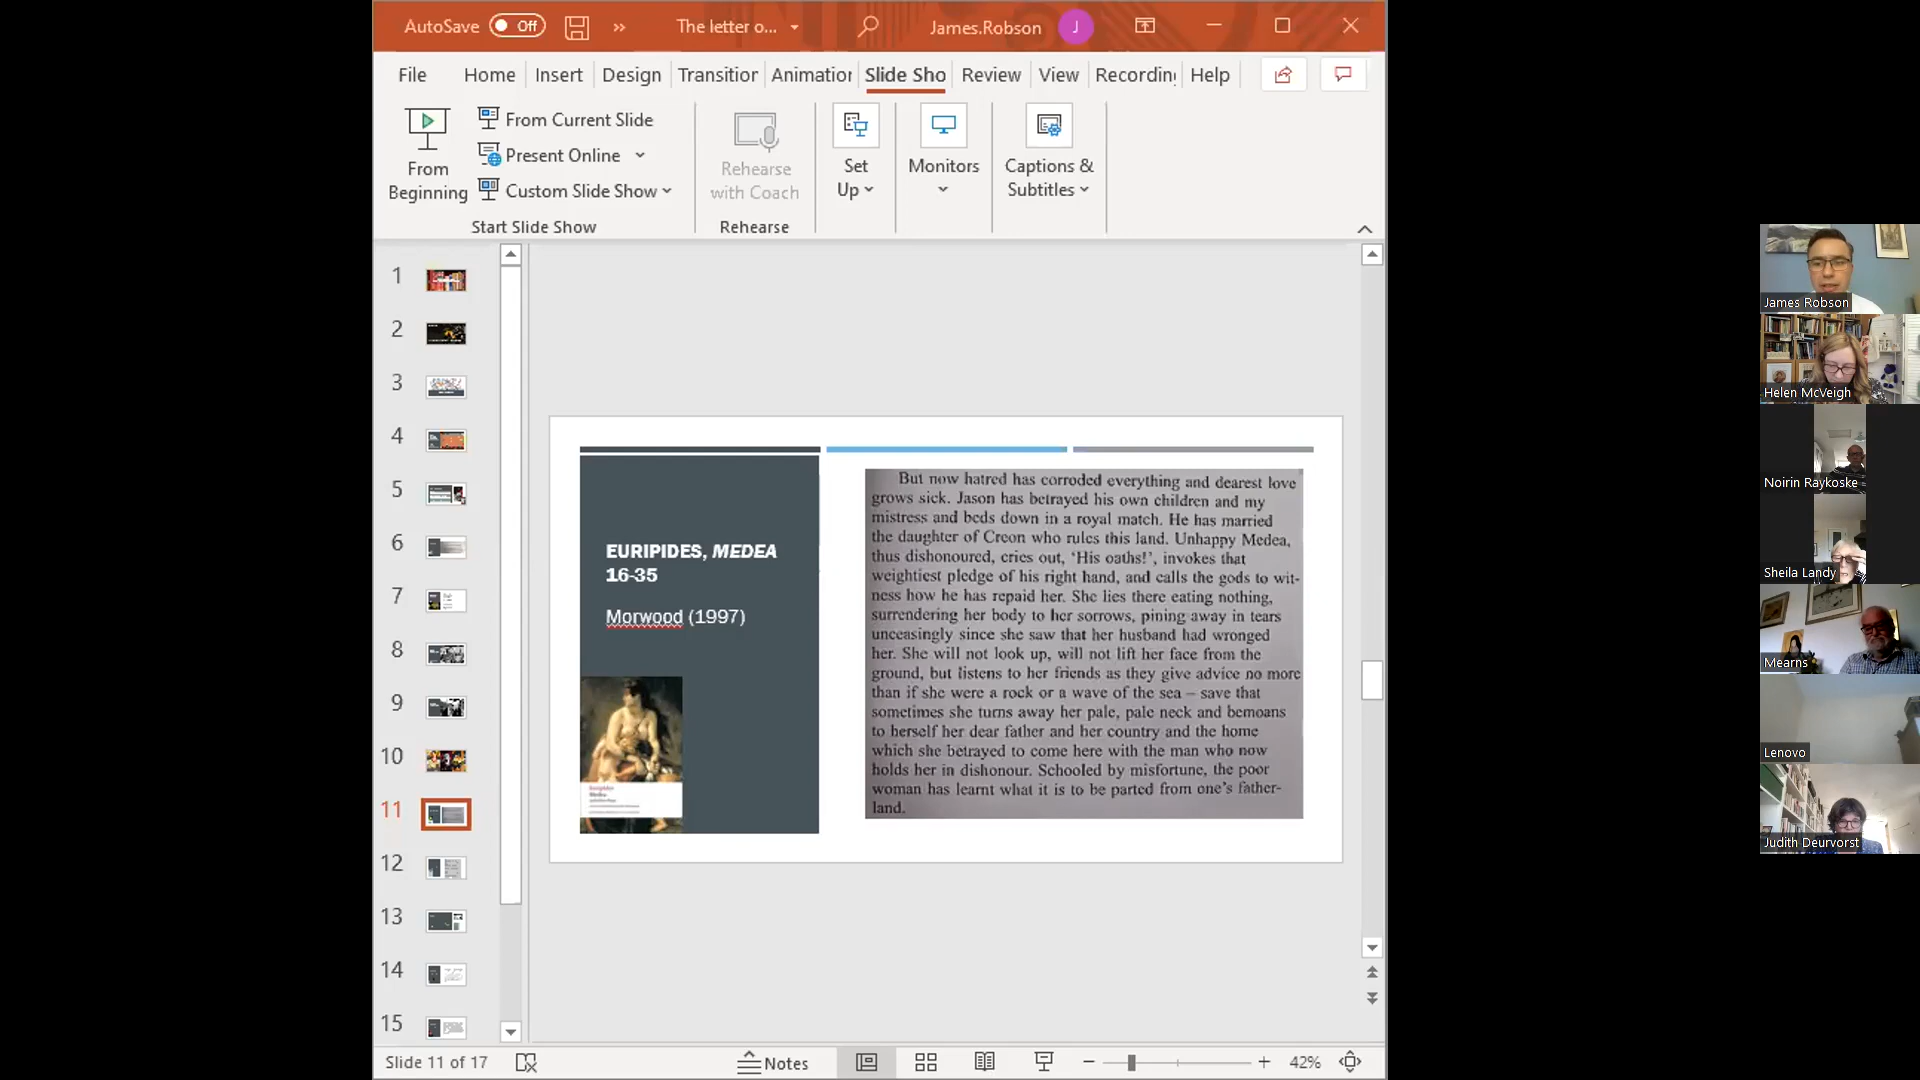 AutoSave Off The letter o... James.Robson J
File Home Insert Design Transition Animation Slide Sho Review View Recording Help
From Beginning
From Current Slide
Present Online
Custom Slide Show
Start Slide Show
Rehearse with Coach
Rehearse
Set Up
Monitors
Captions & Subtitles
1
2
3
4
5
6
7
8
9
10
11
12
13
14
15
EURIPIDES, MEDEA
16-35
Morwood (1997)
But now hatred has corroded everything and dearest love
grows sick. Jason has betrayed his own children and my
mistress and beds down in a royal match. He has married
the daughter of Creon who rules this land. Unhappy Medea,
thus dishonoured, cries out, ‘His oaths!’, invokes that
weightiest pledge of his right hand, and calls the gods to wit-
ness how he has repaid her. She lies there eating nothing,
surrendering her body to her sorrows, pining away in tears
unceasingly since she saw that her husband had wronged
her. She will not look up, will not lift her face from the
ground, but listens to her friends as they give advice no more
than if she were a rock or a wave of the sea – save that
sometimes she turns away her pale, pale neck and bemoans
to herself her dear father and her country and the home
which she betrayed to come here with the man who now
holds her in dishonour. Schooled by misfortune, the poor
woman has learnt what it is to be parted from one's father-
land.
Slide 11 of 17
Notes
42%
James Robson
Helen McVeigh
Noirin Raykoske
Sheila Landy
Mearns
Lenovo
Judith Deurvorst